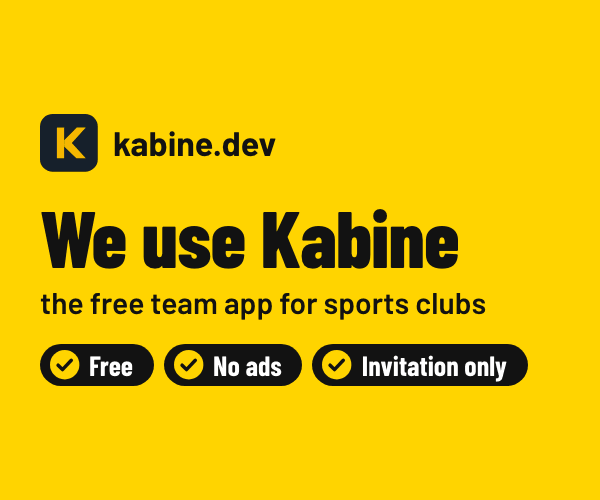 K
kabine.dev
We use Kabine
the free team app for sports clubs
Free
No ads
Invitation only